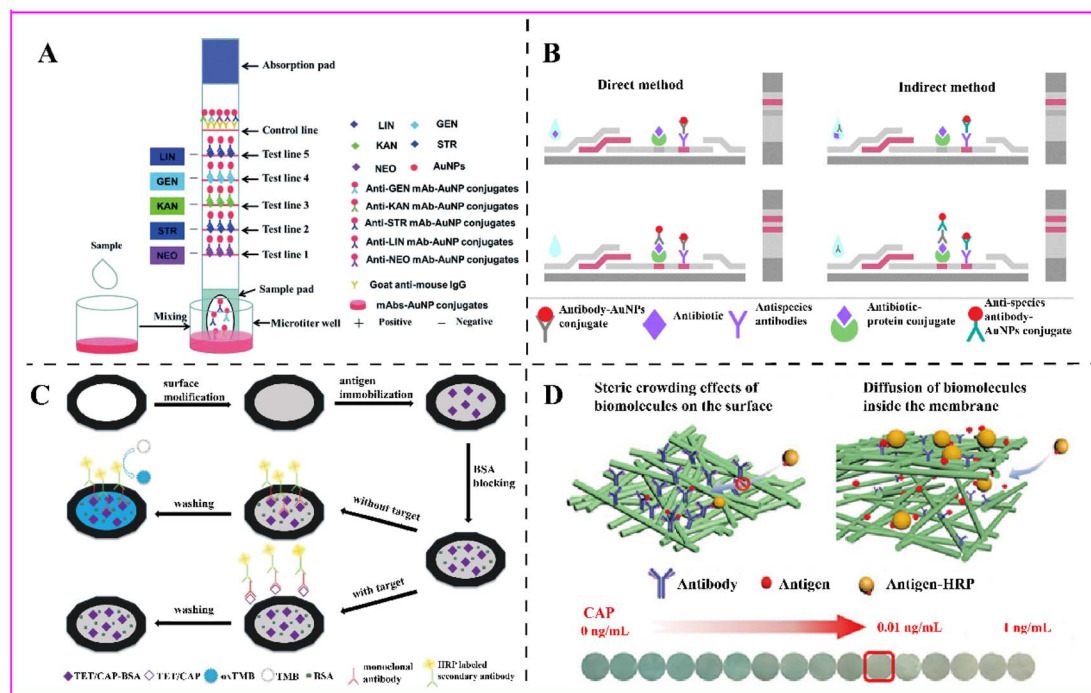 A
Absorption pad
Control line
Test line 5
Test line 4
Test line 3
Test line 2
Test line 1
Sample pad
Microtiter well
LIN −
GEN −
KAN −
STR −
NEO −
Sample
Mixing
LIN GEN
KAN STR
NEO AuNPs
Anti-GEN mAb-AuNP conjugates
Anti-KAN mAb-AuNP conjugates
Anti-STR mAb-AuNP conjugates
Anti-LIN mAb-AuNP conjugates
Anti-NEO mAb-AuNP conjugates
Goat anti-mouse IgG
mAbs-AuNP conjugates
+ Positive − Negative
B
Direct method
Indirect method
Antibody-AuNPs
conjugate
Antibiotic
Antispecies
antibodies
Antibiotic-
protein conjugate
Anti-species
antibody-
AuNPs conjugate
C
surface
modification
antigen
immobilization
BSA
blocking
without target
washing
with target
washing
TET/CAP-BSA
TET/CAP
oxTMB
TMB
BSA
monoclonal
antibody
HRP labeled
secondary antibody
D
Steric crowding effects of
biomolecules on the surface
Diffusion of biomolecules
inside the membrane
Antibody
Antigen
Antigen-HRP
CAP
0 ng/mL
0.01 ng/mL
1 ng/mL